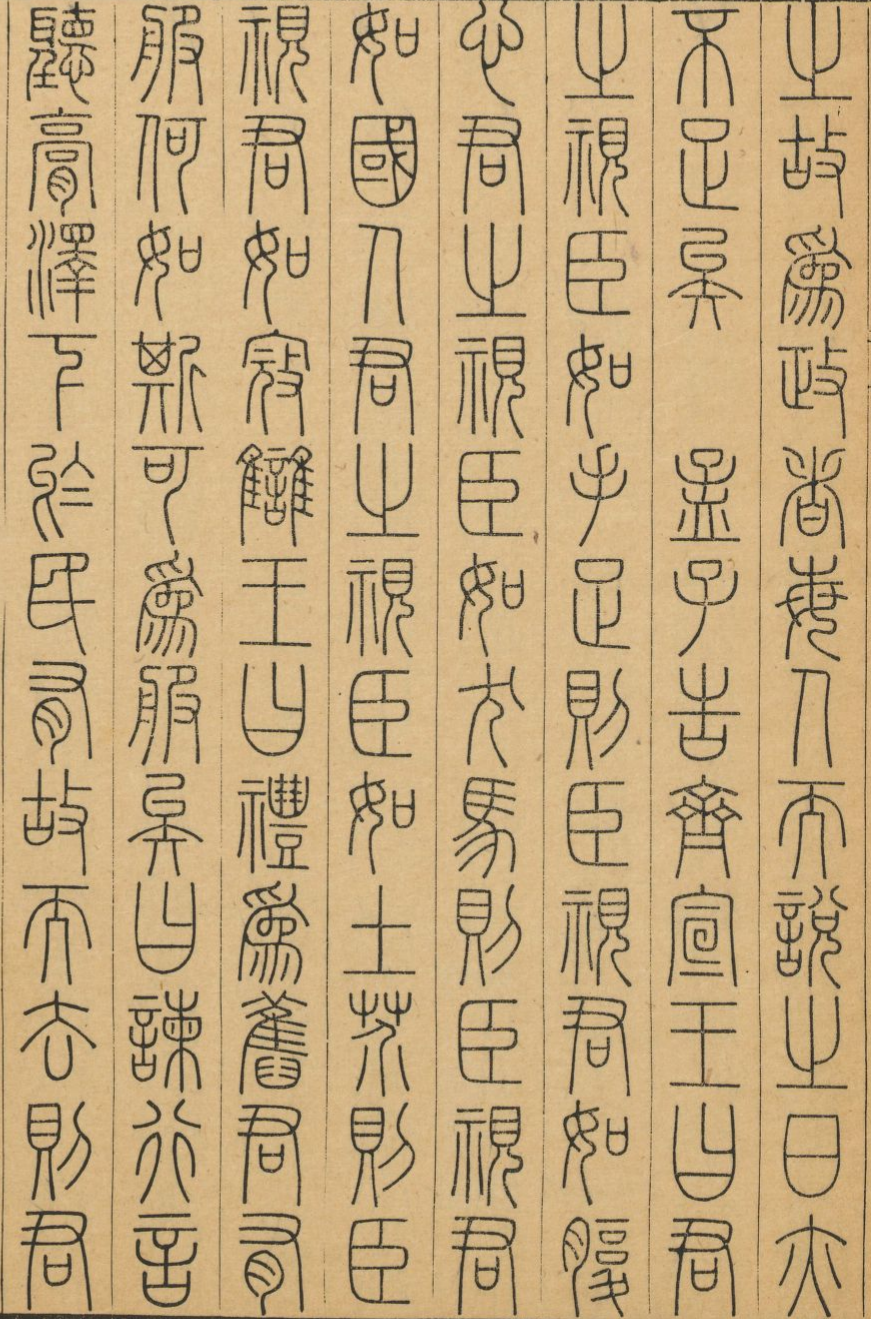 之故爲政者每人而說之日亦
不足矣　孟子告齊宣王曰君
之視臣如手足則臣視君如腹
心君之視臣如犬馬則臣視君
如國人君之視臣如土芥則臣
視君如寇讎王曰禮爲舊君有
服何如斯可爲服矣曰諫行言
聽膏澤下於民有故而去則君